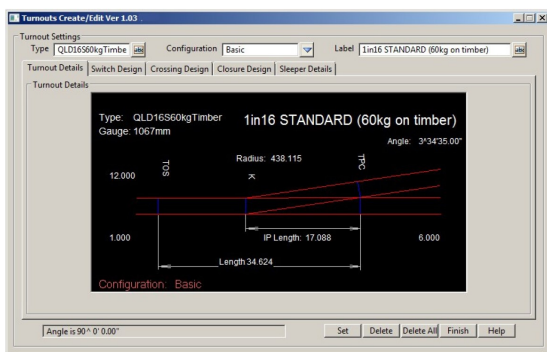 Turnouts Create/Edit Ver 1.03
Turnout Settings
Type QLD16S60kgTimbe abc Configuration Basic Label 1in16 STANDARD (60kg on timber) abc
Turnout Details Switch Design Crossing Design Closure Design Sleeper Details
Turnout Details
Type: QLD16S60kgTimber 1in16 STANDARD (60kg on timber)
Gauge: 1067mm
Angle: 3^34'35.00"
TOS Radius: 438.115 TPC
12.000 K
1.000 IP Length: 17.088 6.000
Length 34.624
Configuration: Basic
Angle is 90^ 0' 0.00" Set Delete Delete All Finish Help